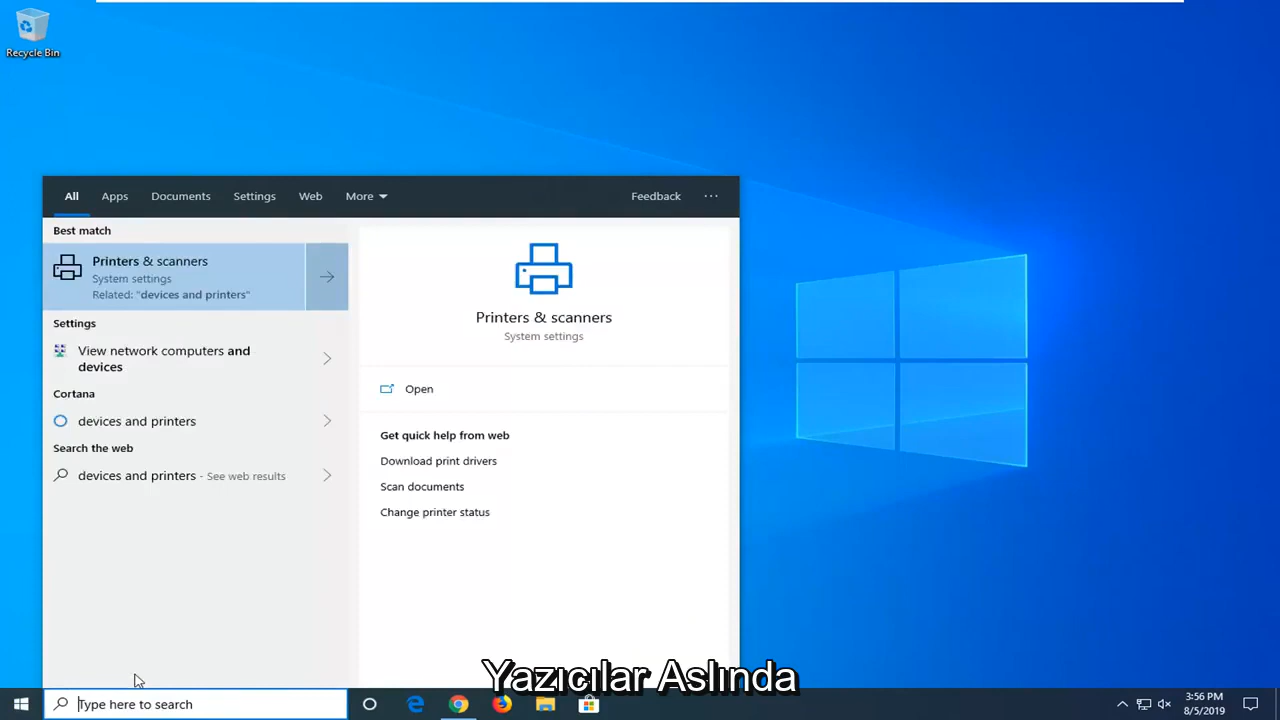 Recycle Bin
All Apps Documents Settings Web More Feedback ...
Best match
Printers & scanners
System settings
Related: "devices and printers"
Settings
View network computers and
devices
Cortana
devices and printers
Search the web
devices and printers - See web results
Printers & scanners
System settings
Open
Get quick help from web
Download print drivers
Scan documents
Change printer status
Yazıcılar Aslında
Type here to search
3:56 PM
8/5/2019